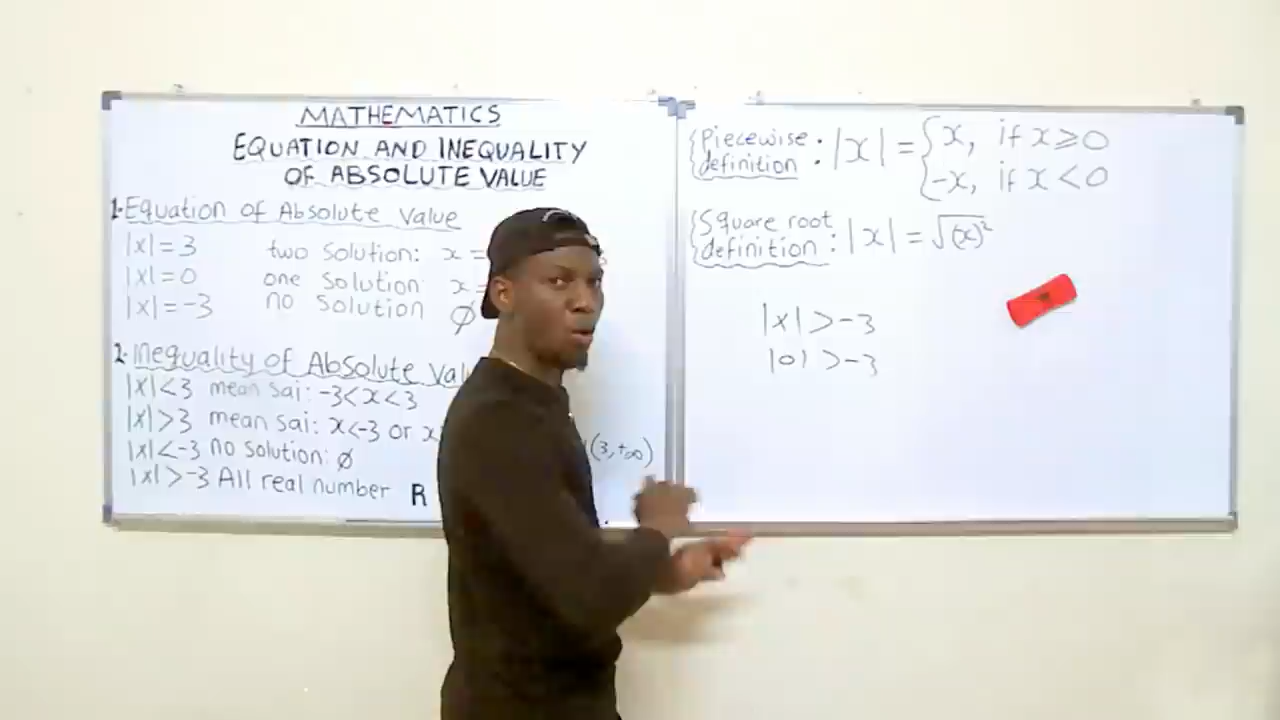 MATHEMATICS
EQUATION AND INEQUALITY
OF ABSOLUTE VALUE
1. Equation of Absolute Value
|x| = 3 two solution: x =
|x| = 0 one solution x =
|x| = -3 no solution ∅
2. Inequality of Absolute
|x| < 3 mean sai: -3 < x < 3
|x| > 3 mean sai: x < -3 or x (3, +∞)
|x| < -3 no solution: ∅
|x| > -3 All real number R
Piecewise definition: |x| = { x, if x ≥ 0
-x, if x < 0
Square root
definition: |x| = √(x)²
|x| > -3
|0| > -3